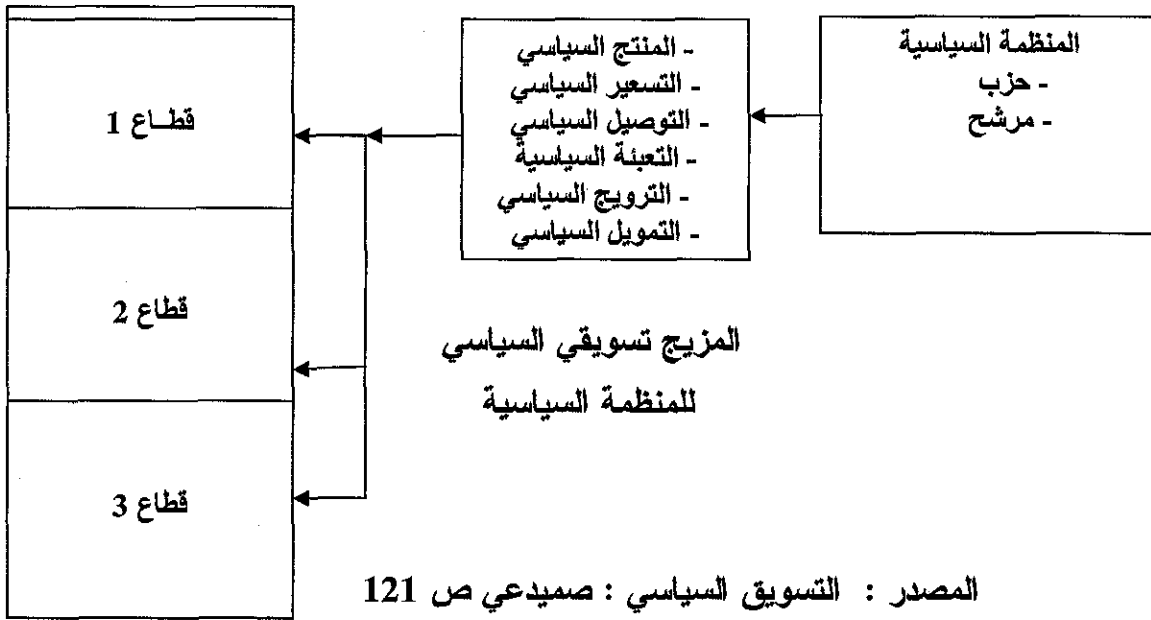 المنظمة السياسية
- حزب
- مرشح
- المنتج السياسي
- التسعير السياسي
- التوصيل السياسي
- التعبئة السياسية
- الترويج السياسي
- التمويل السياسي
قطــاع 1
قطاع 2
قطاع 3
المزيج تسويقي السياسي
للمنظمة السياسية
المصدر : التسويق السياسي : صميدعي ص 121